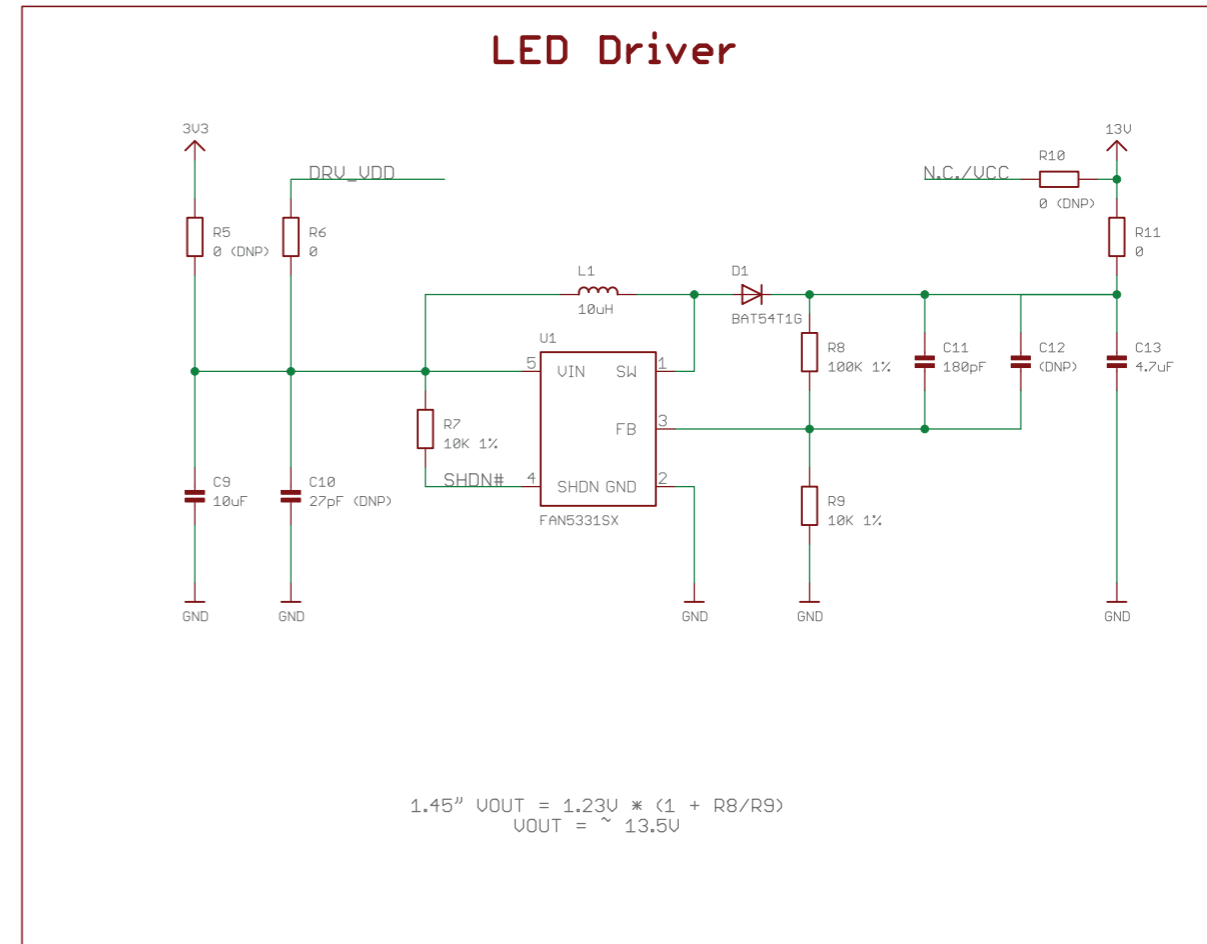 LED Driver
3V3
13V
DRV_VDD
N.C./VCC
R10
0 (DNP)
R5
0 (DNP)
R6
0
R11
0
L1
10uH
D1
BAT54T1G
U1
5
VIN
SW
1
R8
100K 1%
C11
180pF
C12
(DNP)
C13
4.7uF
R7
10K 1%
FB
3
SHDN#
4
SHDN
GND
2
C9
10uF
C10
27pF (DNP)
R9
10K 1%
FAN5331SX
GND
GND
GND
GND
GND
1.45" VOUT = 1.23V * (1 + R8/R9)
VOUT = ~ 13.5V